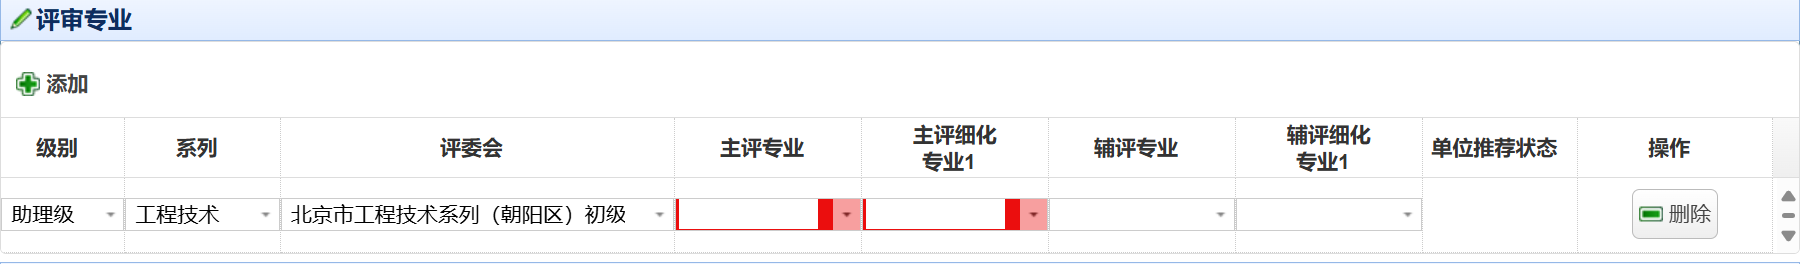 评审专业
添加
级别 系列 评委会 主评专业 主评细化 专业1 辅评专业 辅评细化 专业1 单位推荐状态 操作
助理级 工程技术 北京市工程技术系列（朝阳区）初级 删除